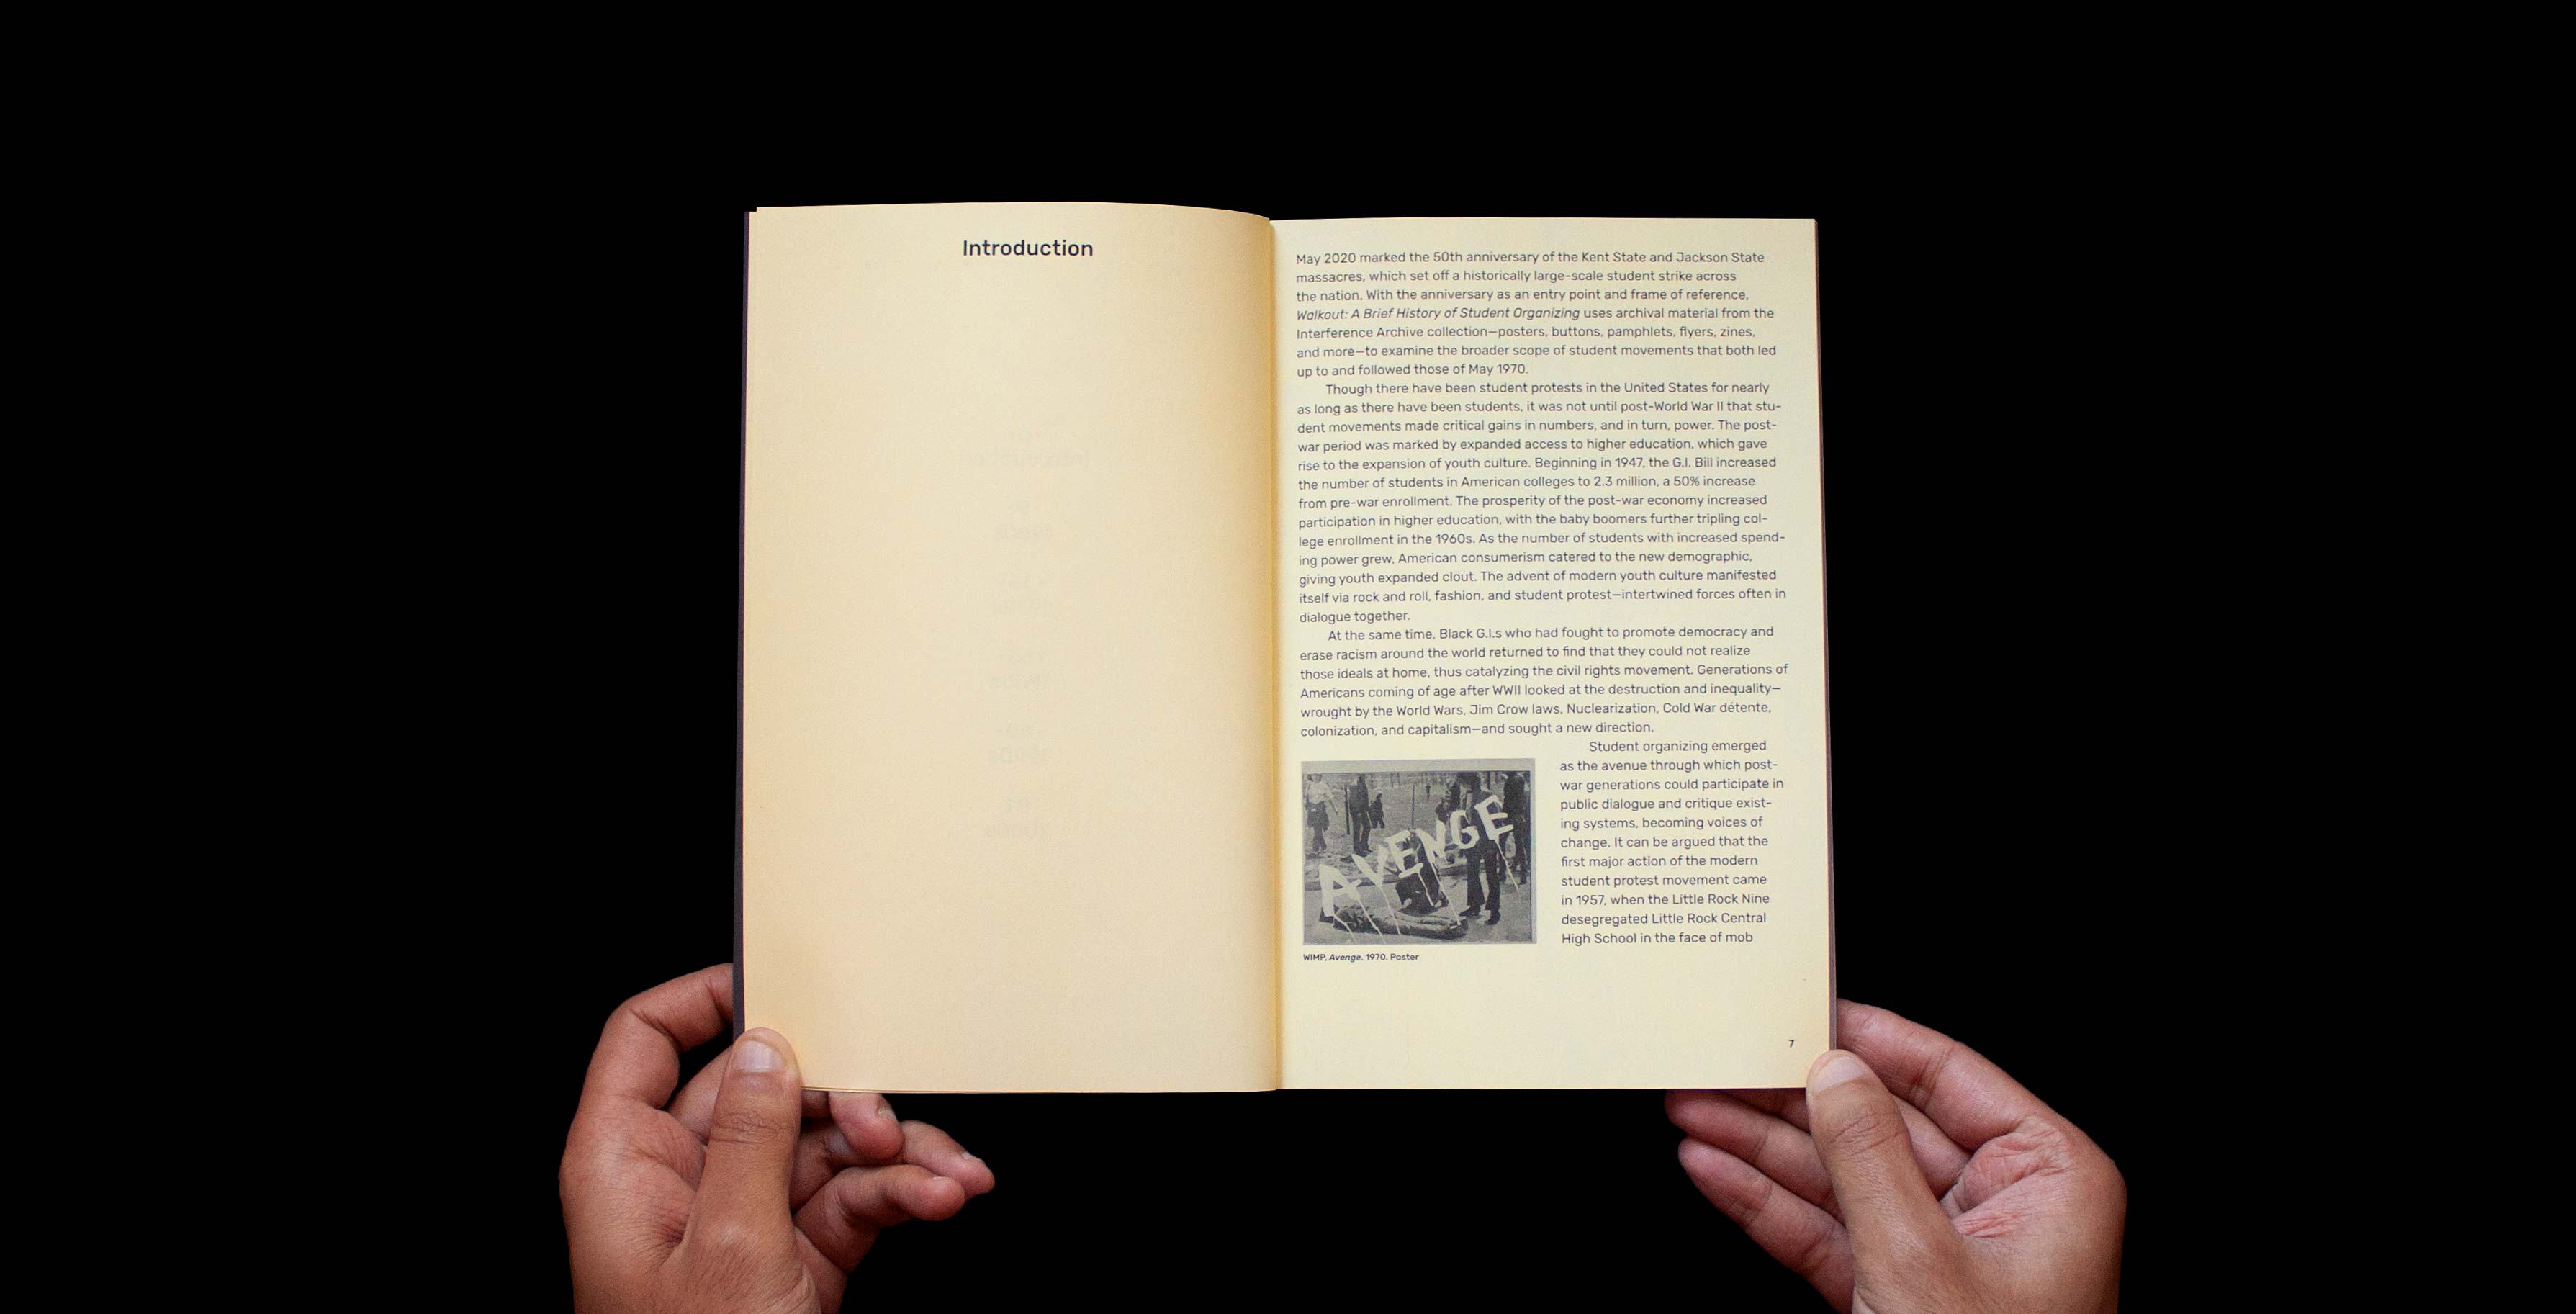 Introduction
May 2020 marked the 50th anniversary of the Kent State and Jackson State
massacres, which set off a historically large-scale student strike across
the nation. With the anniversary as an entry point and frame of reference,
Walkout: A Brief History of Student Organizing uses archival material from the
Interference Archive collection—posters, buttons, pamphlets, flyers, zines,
and more—to examine the broader scope of student movements that both led
up to and followed those of May 1970.
Though there have been student protests in the United States for nearly
as long as there have been students, it was not until post-World War II that stu-
dent movements made critical gains in numbers, and in turn, power. The post-
war period was marked by expanded access to higher education, which gave
rise to the expansion of youth culture. Beginning in 1947, the G.I. Bill increased
the number of students in American colleges to 2.3 million, a 50% increase
from pre-war enrollment. The prosperity of the post-war economy increased
participation in higher education, with the baby boomers further tripling col-
lege enrollment in the 1960s. As the number of students with increased spend-
ing power grew, American consumerism catered to the new demographic,
giving youth expanded clout. The advent of modern youth culture manifested
itself via rock and roll, fashion, and student protest—intertwined forces often in
dialogue together.
At the same time, Black G.I.s who had fought to promote democracy and
erase racism around the world returned to find that they could not realize
those ideals at home, thus catalyzing the civil rights movement. Generations of
Americans coming of age after WWII looked at the destruction and inequality—
wrought by the World Wars, Jim Crow laws, Nuclearization, Cold War détente,
colonization, and capitalism—and sought a new direction.
Student organizing emerged
as the avenue through which post-
war generations could participate in
public dialogue and critique exist-
ing systems, becoming voices of
change. It can be argued that the
first major action of the modern
student protest movement came
in 1957, when the Little Rock Nine
desegregated Little Rock Central
High School in the face of mob
AVENGE
WIMP, Avenge. 1970. Poster
7